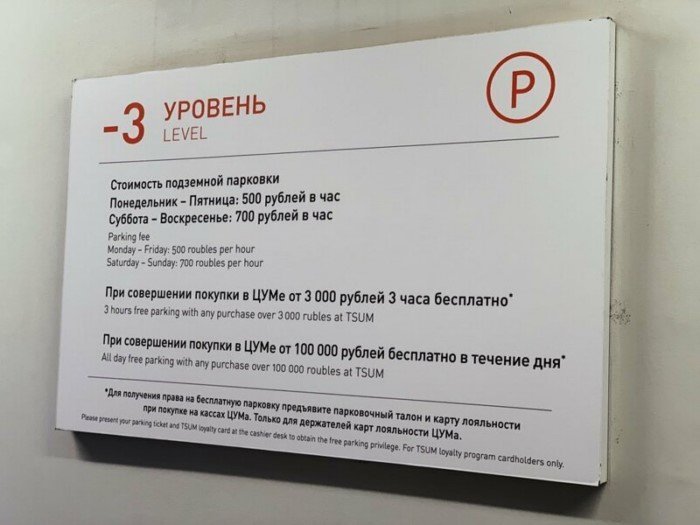 -3 УРОВЕНЬ
LEVEL
P
Стоимость подземной парковки
Понедельник – Пятница: 500 рублей в час
Суббота – Воскресенье: 700 рублей в час
Parking fee
Monday – Friday: 500 roubles per hour
Saturday – Sunday: 700 roubles per hour
При совершении покупки в ЦУМе от 3 000 рублей 3 часа бесплатно*
3 hours free parking with any purchase over 3 000 rubles at TSUM
При совершении покупки в ЦУМе от 100 000 рублей бесплатно в течение дня*
All day free parking with any purchase over 100 000 roubles at TSUM
*Для получения права на бесплатную парковку предъявите парковочный талон и карту лояльности
при покупке на кассах ЦУМа. Только для держателей карт лояльности ЦУМа.
Please present your parking ticket and TSUM loyalty card at the cashier desk to obtain the free parking privilege. For TSUM loyalty program cardholders only.